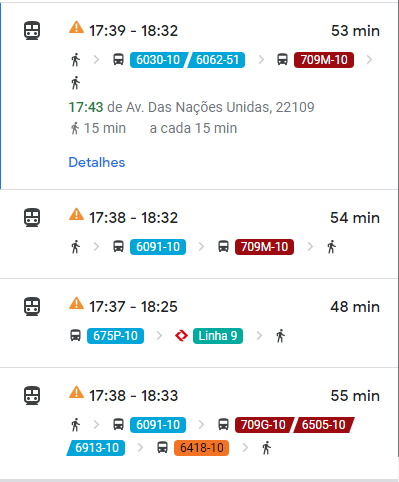 17:39 - 18:32 53 min
6030-10 6062-51 709M-10
17:43 de Av. Das Nações Unidas, 22109
15 min a cada 15 min
Detalhes
17:38 - 18:32 54 min
6091-10 709M-10
17:37 - 18:25 48 min
675P-10 Linha 9
17:38 - 18:33 55 min
6091-10 709G-10 6505-10
6913-10 6418-10